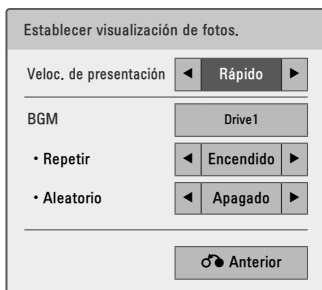 Establecer visualización de fotos.
Veloc. de presentación ◄ Rápido ►
BGM Drive1
• Repetir ◄ Encendido ►
• Aleatorio ◄ Apagado ►
Anterior